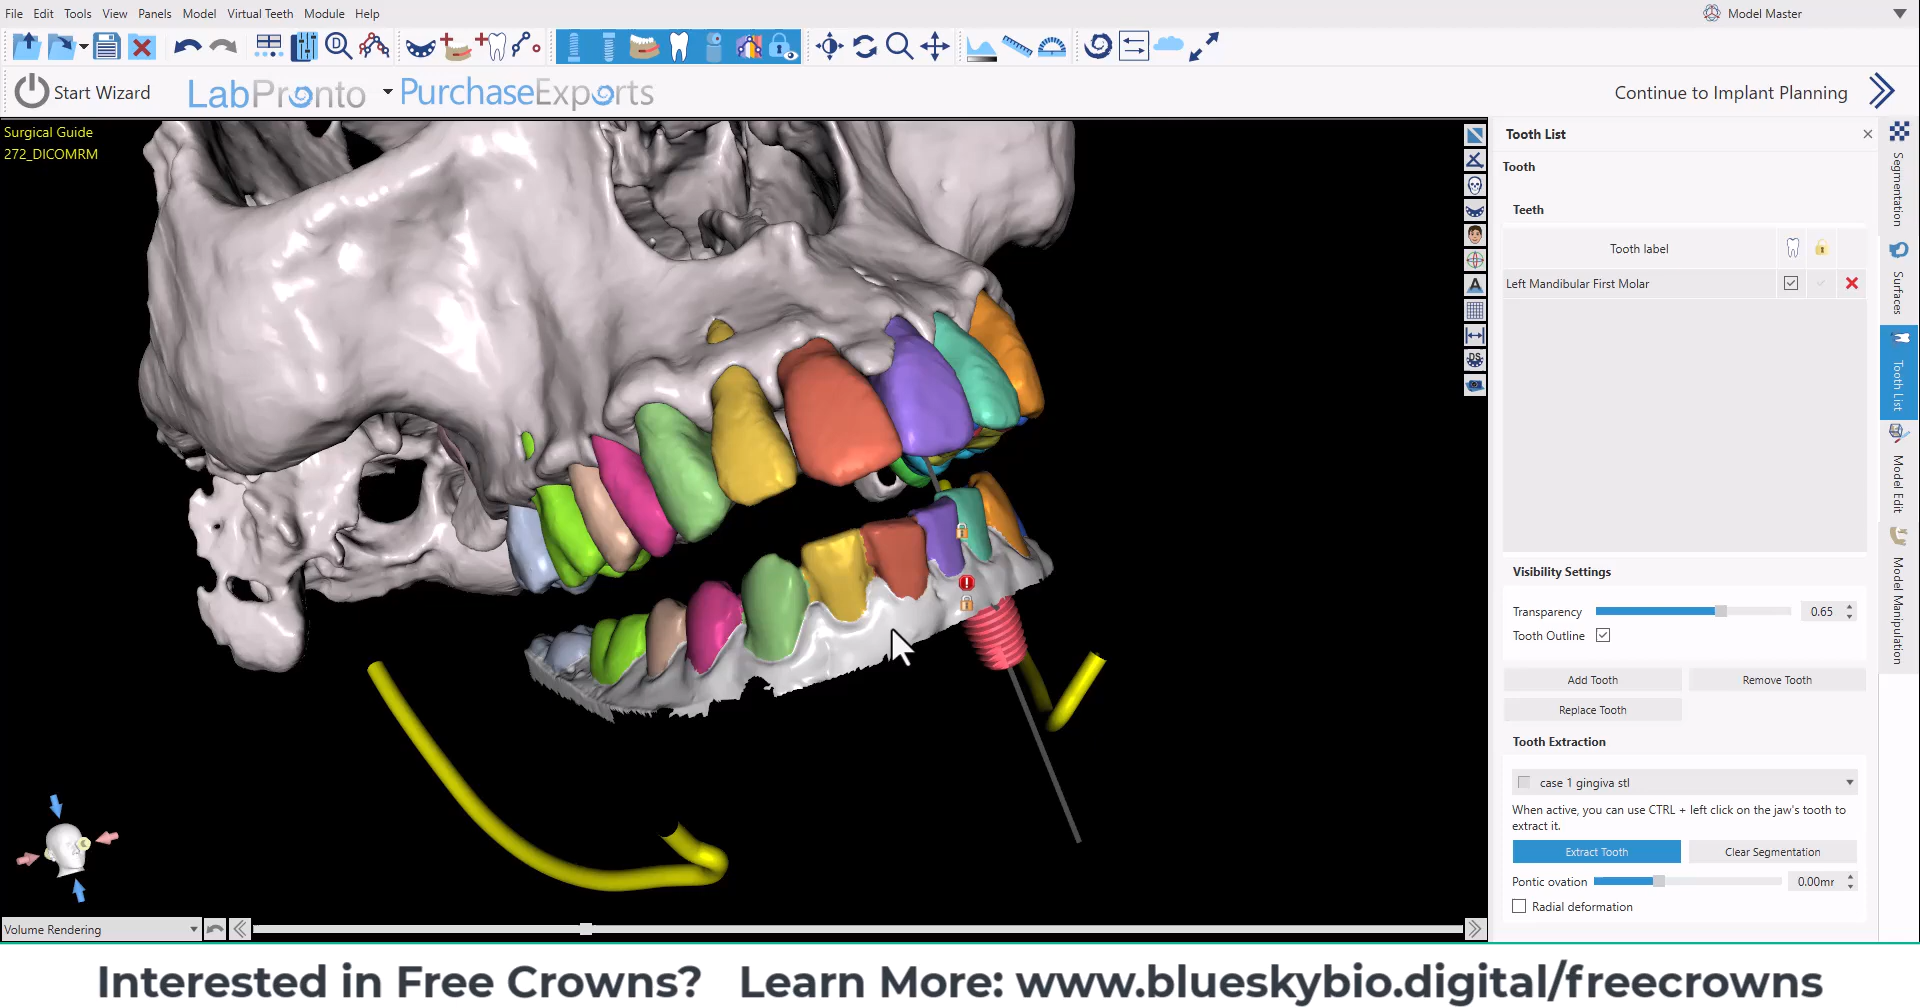 File Edit Tools View Panels Model Virtual Teeth Module Help
Model Master
D
Start Wizard
LabPronto
PurchaseExports
Continue to Implant Planning
Surgical Guide
272_DICOMRM
A
DS
Tooth List
Tooth
Teeth
Tooth label
Left Mandibular First Molar
Visibility Settings
Transparency 0.65
Tooth Outline
Add Tooth Remove Tooth
Replace Tooth
Tooth Extraction
case 1 gingiva stl
When active, you can use CTRL + left click on the jaw's tooth to
extract it.
Extract Tooth Clear Segmentation
Pontic ovation 0.00mr
Radial deformation
Segmentation
Surfaces
Tooth List
Model Edit
Model Manipulation
Volume Rendering
Interested in Free Crowns? Learn More: www.blueskybio.digital/freecrowns